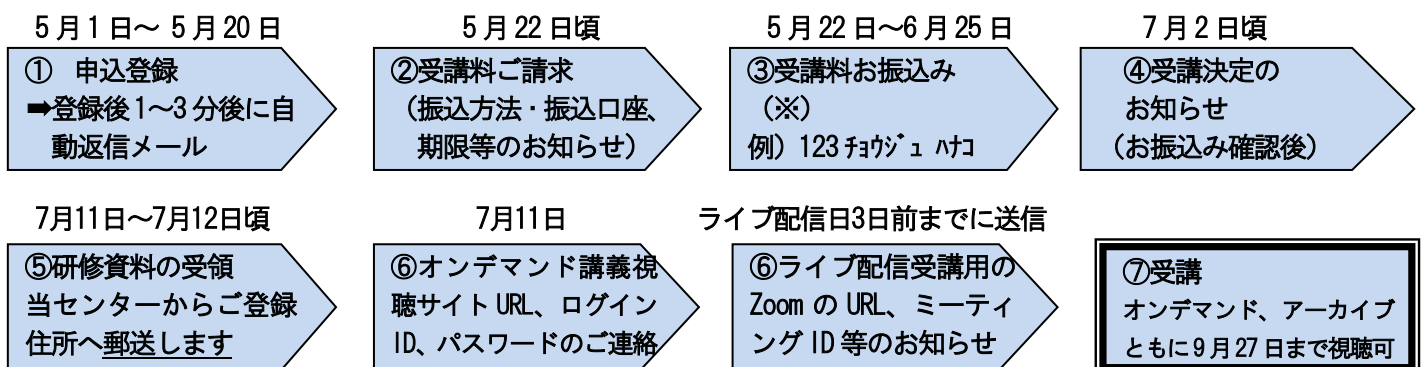 5月1日～ 5月20日
① 申込登録
➡登録後1～3分後に自
動返信メール
5月22日頃
②受講料ご請求
（振込方法・振込口座、
期限等のお知らせ）
5月22日～6月25日
③受講料お振込み
（※）
例）123 ﾁｮｳｼﾞｭ ﾊﾅｺ
7月2日頃
④受講決定の
お知らせ
（お振込み確認後）
7月11日～7月12日頃
⑤研修資料の受領
当センターからご登録
住所へ郵送します
7月11日
⑥オンデマンド講義視
聴サイトURL、ログイン
ID、パスワードのご連絡
ライブ配信日3日前までに送信
⑥ライブ配信受講用の
ZoomのURL、ミーティ
ングID等のお知らせ
⑦受講
オンデマンド、アーカイブ
ともに9月27日まで視聴可